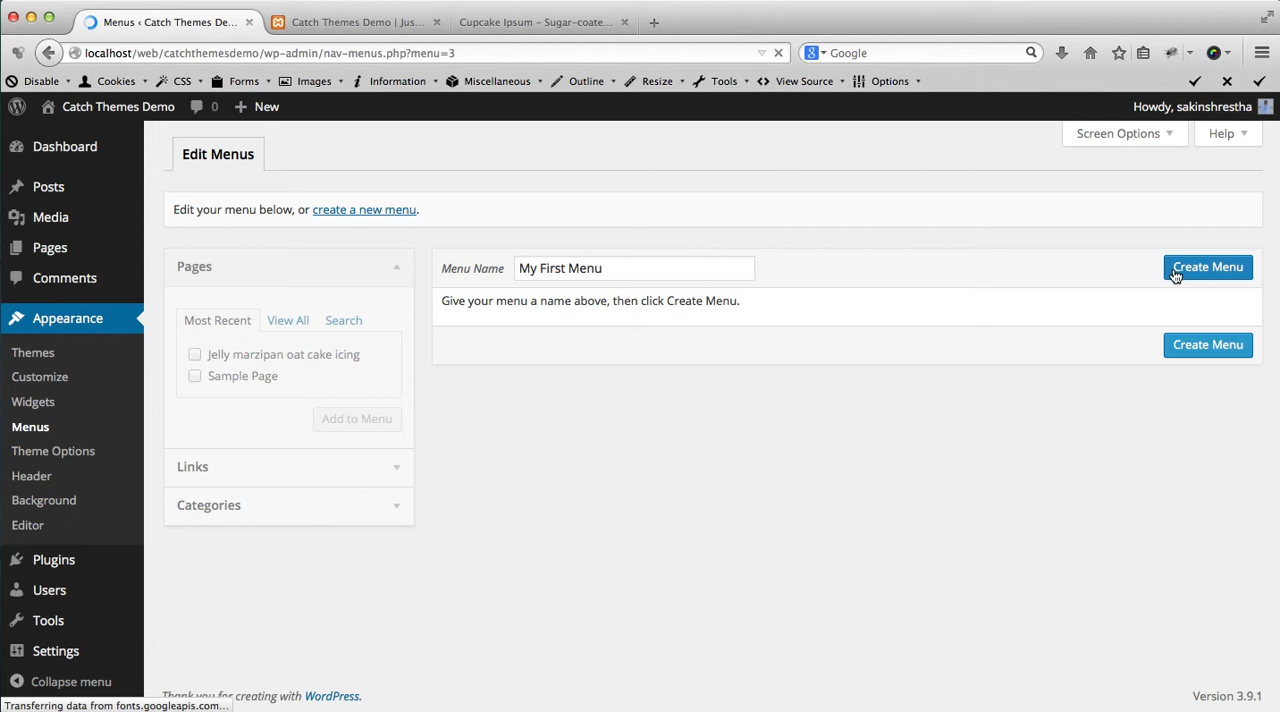 Menus ‹ Catch Themes De...
Catch Themes Demo | Jus...
Cupcake Ipsum – Sugar-coate...
localhost/web/catchthemesdemo/wp-admin/nav-menus.php?menu=3
Google
Disable Cookies CSS Forms Images Information Miscellaneous Outline Resize Tools View Source Options
Catch Themes Demo 0 New Howdy, sakinshrestha
Screen Options Help
Dashboard
Posts
Media
Pages
Comments
Appearance
Themes
Customize
Widgets
Menus
Theme Options
Header
Background
Editor
Plugins
Users
Tools
Settings
Collapse menu
Edit Menus
Edit your menu below, or create a new menu.
Pages
Most Recent View All Search
Jelly marzipan oat cake icing
Sample Page
Add to Menu
Links
Categories
Menu Name My First Menu Create Menu
Give your menu a name above, then click Create Menu.
Create Menu
Thank you for creating with WordPress.
Version 3.9.1
Transferring data from fonts.googleapis.com...